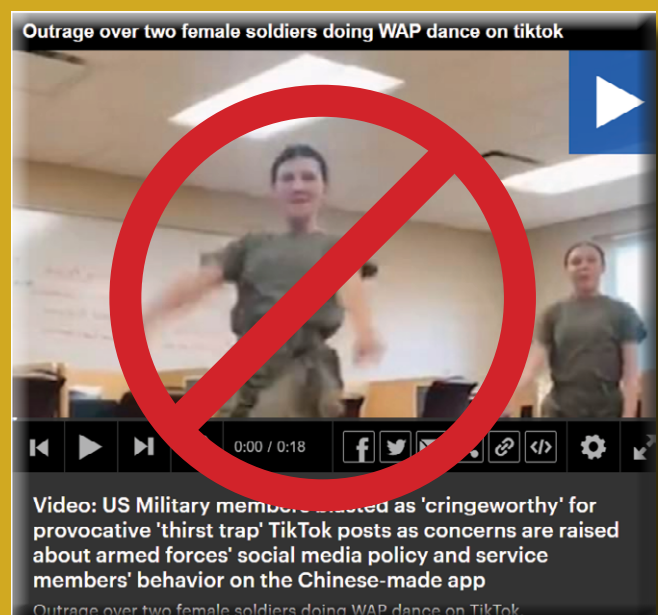 Outrage over two female soldiers doing WAP dance on tiktok
0:00 / 0:18
Video: US Military members blasted as 'cringeworthy' for
provocative 'thirst trap' TikTok posts as concerns are raised
about armed forces' social media policy and service
members' behavior on the Chinese-made app
Outrage over two female soldiers doing WAP dance on TikTok